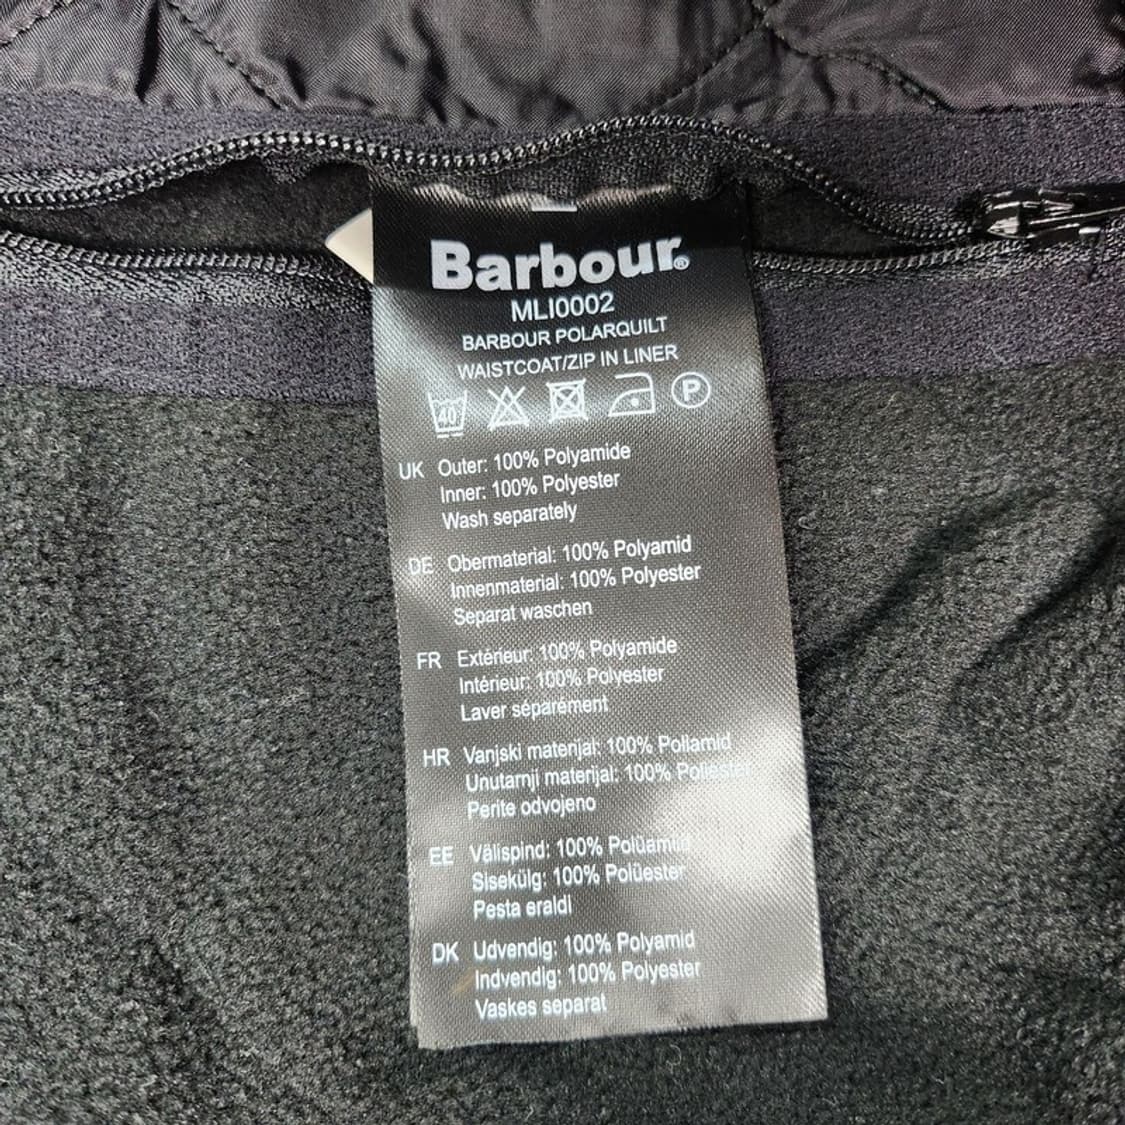 Barbour®
MLI0002
BARBOUR POLARQUILT
WAISTCOAT/ZIP IN LINER
40 P
UK Outer: 100% Polyamide
Inner: 100% Polyester
Wash separately
DE Obermaterial: 100% Polyamid
Innenmaterial: 100% Polyester
Separat waschen
FR Extérieur: 100% Polyamide
Intérieur: 100% Polyester
Laver séparément
HR Vanjski materijal: 100% Poliamid
Unutarnji materijal: 100% Poliester
Perite odvojeno
EE Välispind: 100% Polüamiid
Sisekülg: 100% Polüester
Pesta eraldi
DK Udvendig: 100% Polyamid
Indvendig: 100% Polyester
Vaskes separat